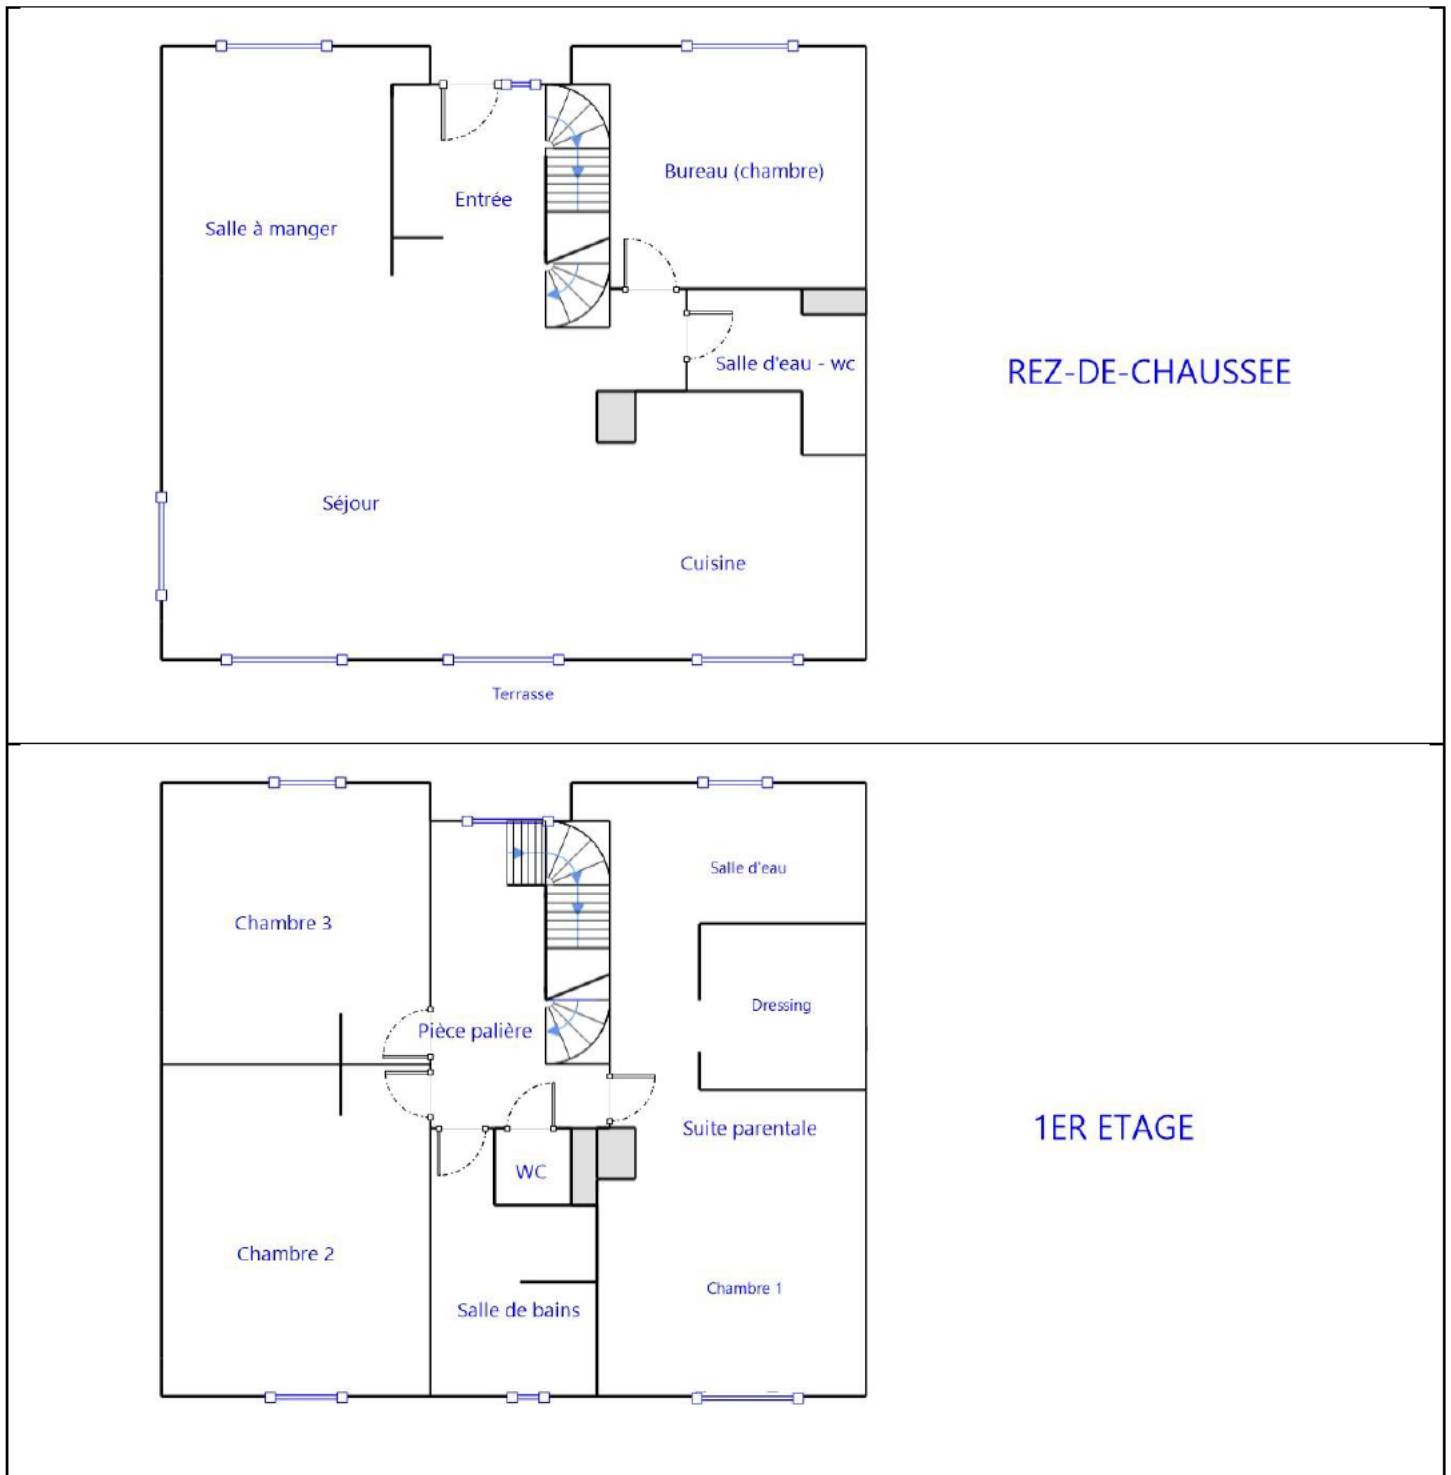 Bureau (chambre)
Entrée
Salle à manger
Salle d'eau - wc
REZ-DE-CHAUSSEE
Séjour
Cuisine
Terrasse
Salle d'eau
Chambre 3
Dressing
Pièce palière
Suite parentale
1ER ETAGE
WC
Chambre 2
Chambre 1
Salle de bains